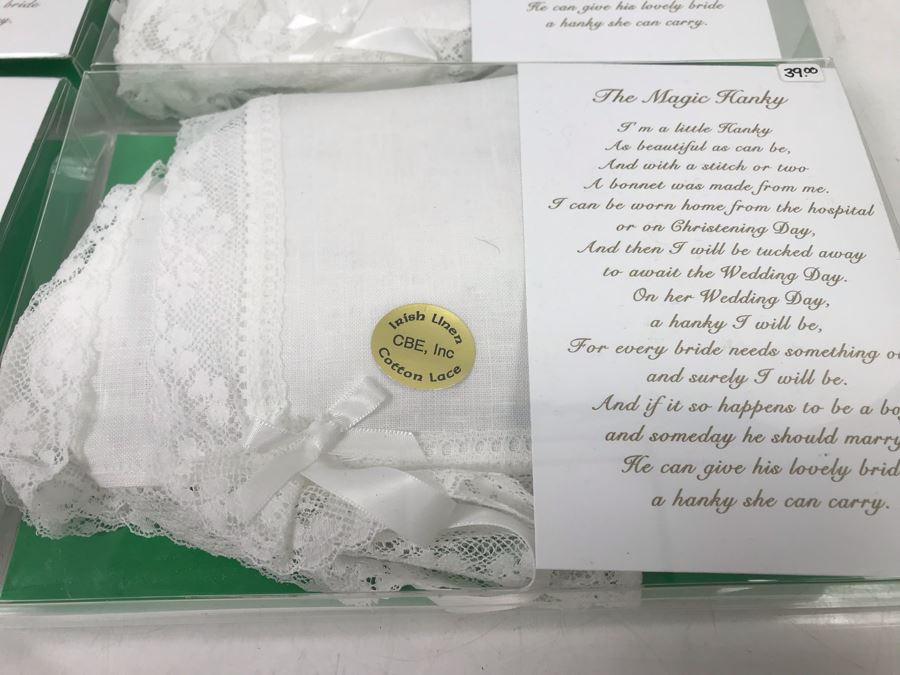 ride
y.
He can give his lovely bride
a hanky she can carry.
39.00
The Magic Hanky
I'm a little Hanky
As beautiful as can be,
And with a stitch or two
A bonnet was made from me.
I can be worn home from the hospital
or on Christening Day,
And then I will be tucked away
to await the Wedding Day.
On her Wedding Day,
a hanky I will be,
For every bride needs something
and surely I will be.
And if it so happens to be a
and someday he should marry
He can give his lovely
a hanky she can carry.
Irish Linen
CBE, Inc
Cotton Lace